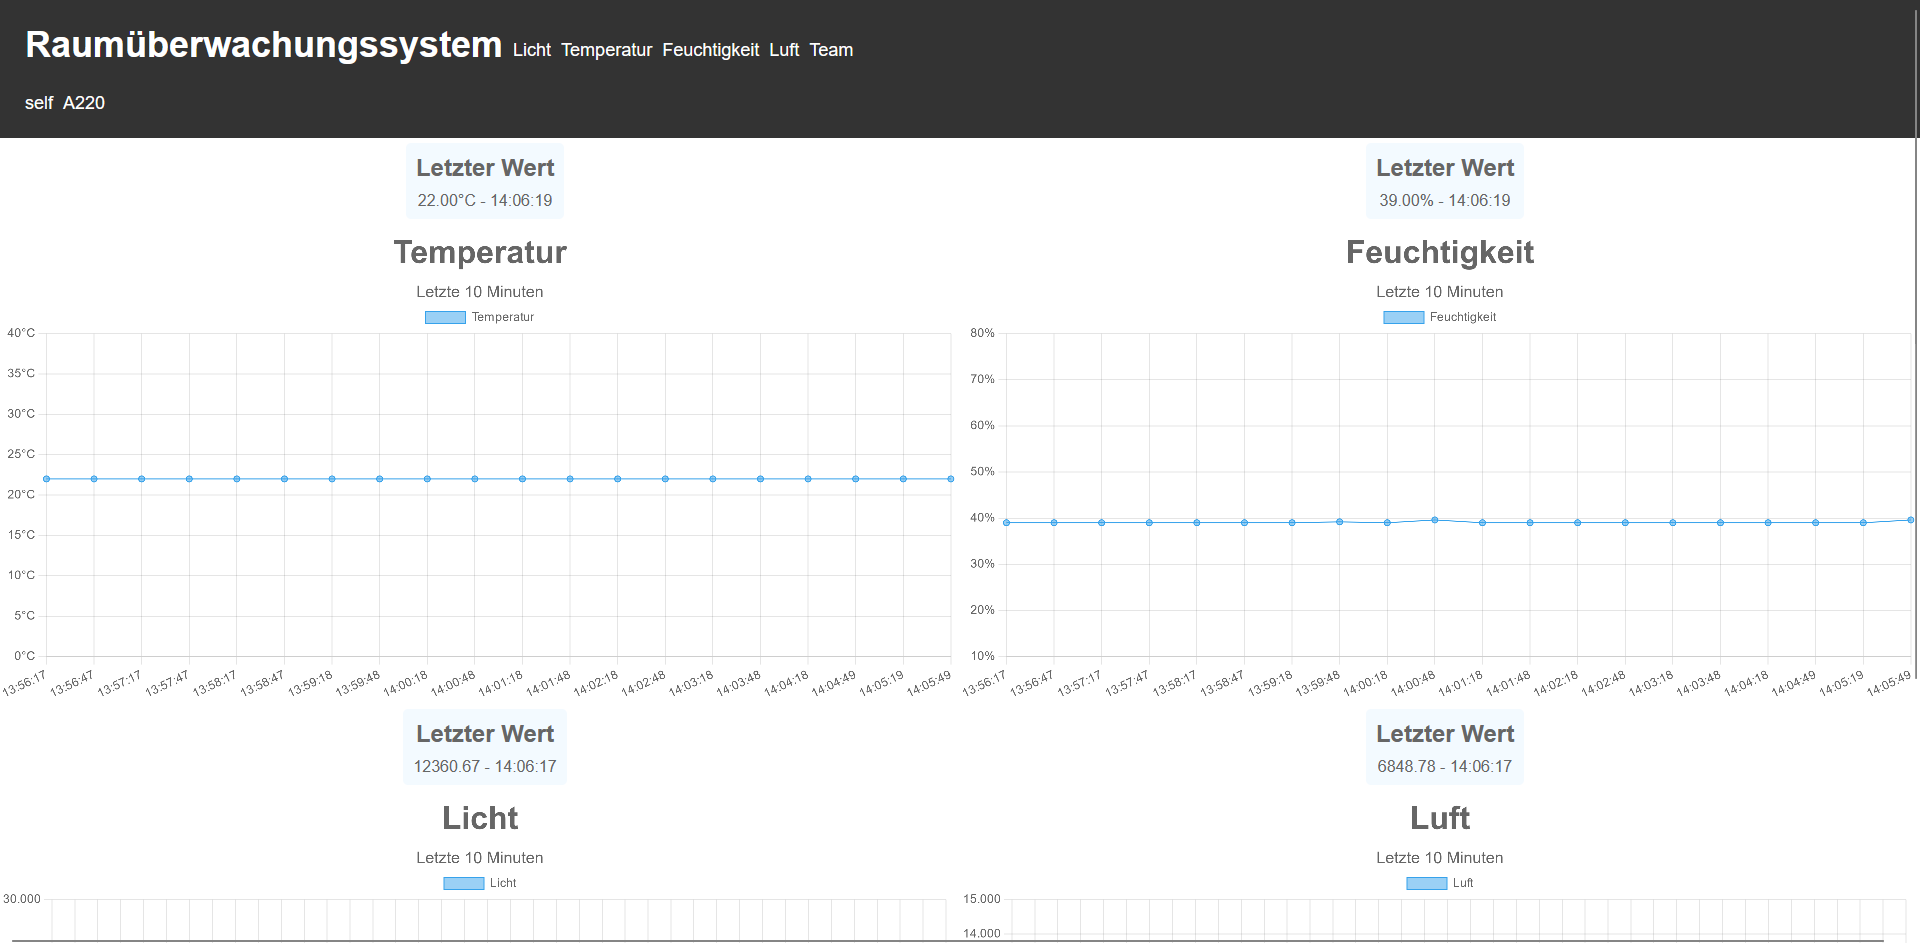 Raumüberwachungssystem Licht Temperatur Feuchtigkeit Luft Team
self A220
Letzter Wert
22.00°C - 14:06:19
Temperatur
Letzte 10 Minuten
Temperatur
40°C
35°C
30°C
25°C
20°C
15°C
10°C
5°C
0°C
13:56:17 13:56:47 13:57:17 13:57:47 13:58:17 13:58:47 13:59:18 13:59:48 14:00:18 14:00:48 14:01:18 14:01:48 14:02:18 14:02:48 14:03:18 14:03:48 14:04:18 14:04:49 14:05:19 14:05:49
Letzter Wert
39.00% - 14:06:19
Feuchtigkeit
Letzte 10 Minuten
Feuchtigkeit
80%
70%
60%
50%
40%
30%
20%
10%
13:56:17 13:56:47 13:57:17 13:57:47 13:58:17 13:58:47 13:59:18 13:59:48 14:00:18 14:00:48 14:01:18 14:01:48 14:02:18 14:02:48 14:03:18 14:03:48 14:04:18 14:04:49 14:05:19 14:05:49
Letzter Wert
12360.67 - 14:06:17
Licht
Letzte 10 Minuten
Licht
30.000
Letzter Wert
6848.78 - 14:06:17
Luft
Letzte 10 Minuten
Luft
15.000
14.000